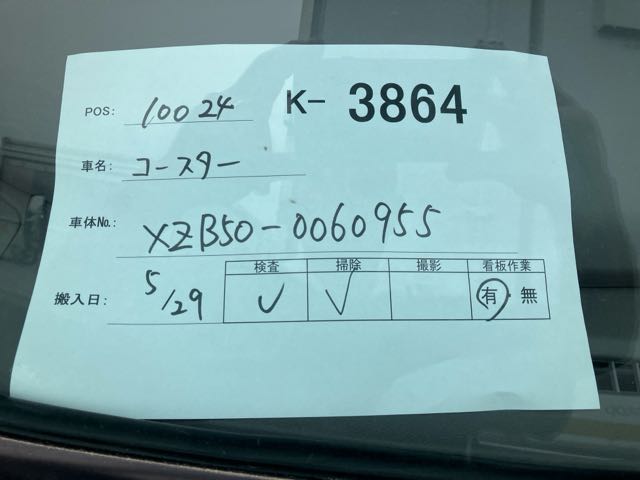 POS: 10024 K- 3864
車名: コースター
車体No.: XZB50-0060955
検査 掃除 撮影 看板作業
搬入日: 5/29 ✓ ✓ 有・無